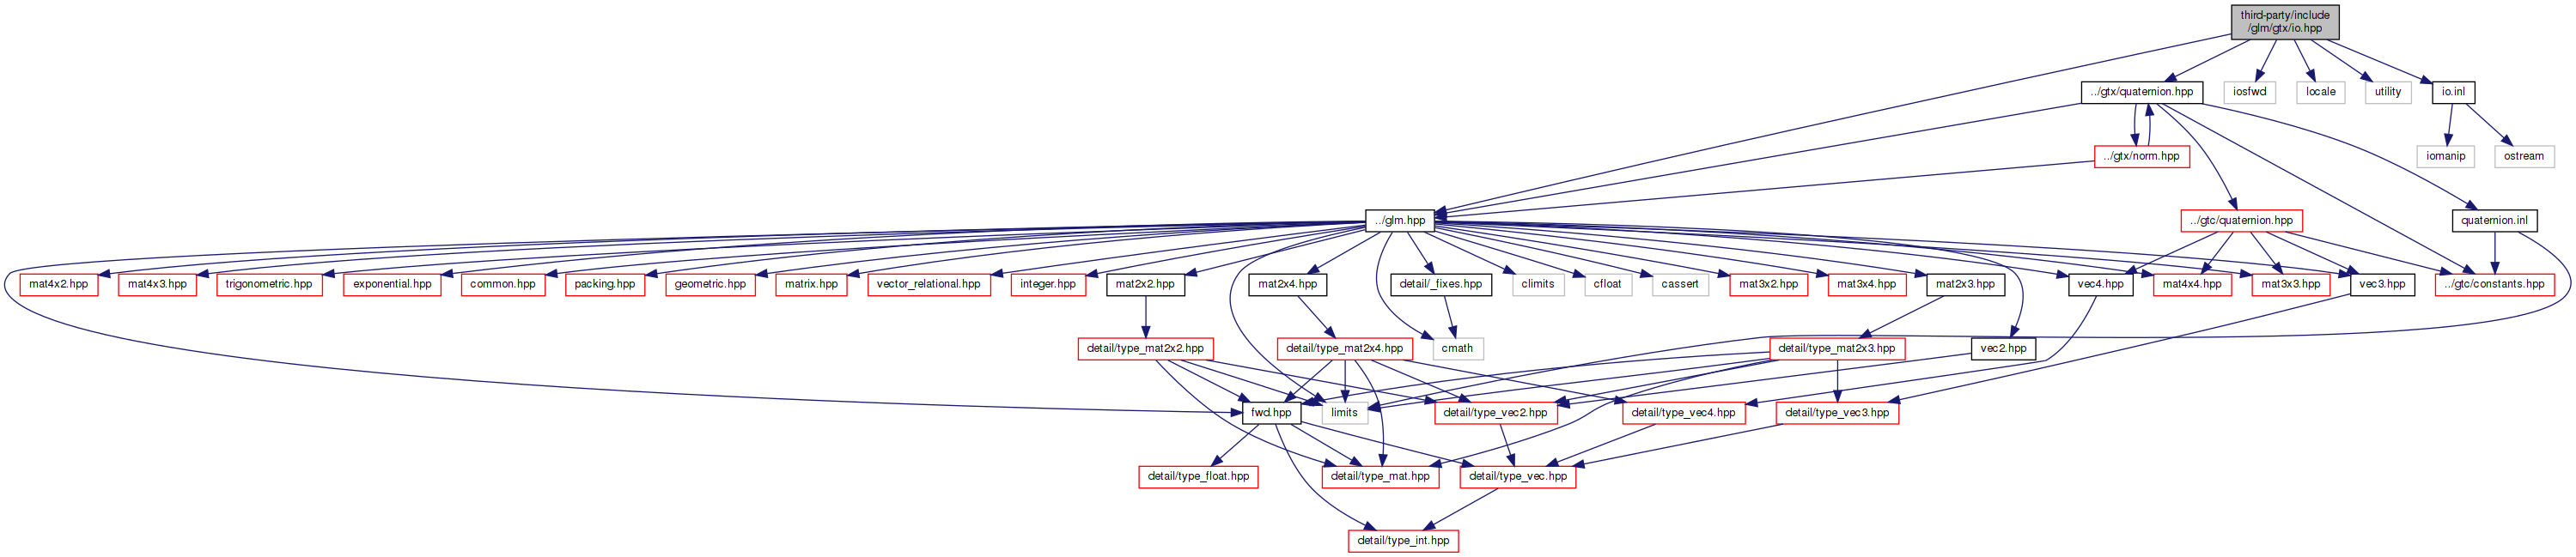 third-party/include
/glm/gtx/io.hpp
../gtx/quaternion.hpp
iosfwd
locale
utility
io.inl
../gtx/norm.hpp
iomanip
ostream
../glm.hpp
../gtc/quaternion.hpp
quaternion.inl
mat4x2.hpp
mat4x3.hpp
trigonometric.hpp
exponential.hpp
common.hpp
packing.hpp
geometric.hpp
matrix.hpp
vector_relational.hpp
integer.hpp
mat2x2.hpp
mat2x4.hpp
detail/_fixes.hpp
climits
cfloat
cassert
mat3x2.hpp
mat3x4.hpp
mat2x3.hpp
vec4.hpp
mat4x4.hpp
mat3x3.hpp
vec3.hpp
../gtc/constants.hpp
detail/type_mat2x2.hpp
detail/type_mat2x4.hpp
cmath
detail/type_mat2x3.hpp
vec2.hpp
fwd.hpp
limits
detail/type_vec2.hpp
detail/type_vec4.hpp
detail/type_vec3.hpp
detail/type_float.hpp
detail/type_mat.hpp
detail/type_vec.hpp
detail/type_int.hpp